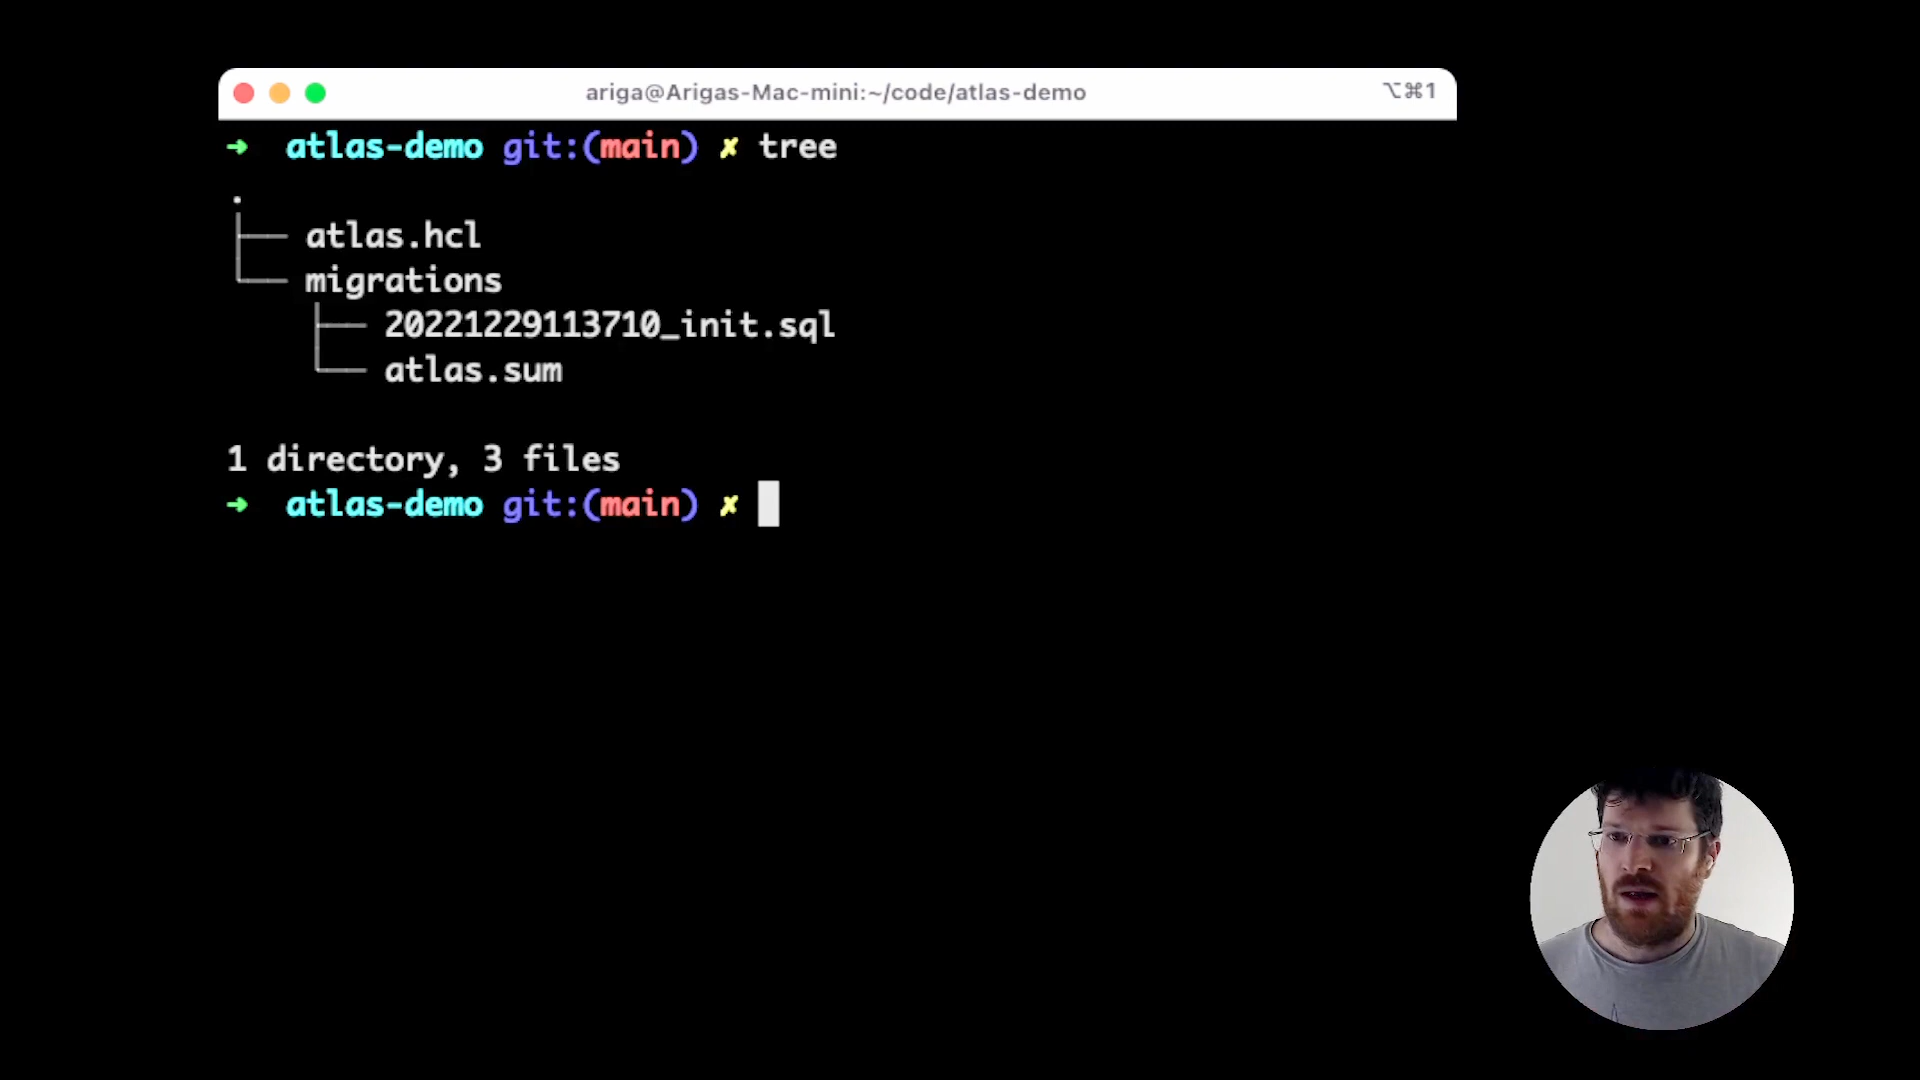 ariga@Arigas-Mac-mini:~/code/atlas-demo ⌥⌘1
➜ atlas-demo git:(main) ✗ tree
.
├── atlas.hcl
└── migrations
    ├── 20221229113710_init.sql
    └── atlas.sum
1 directory, 3 files
➜ atlas-demo git:(main) ✗